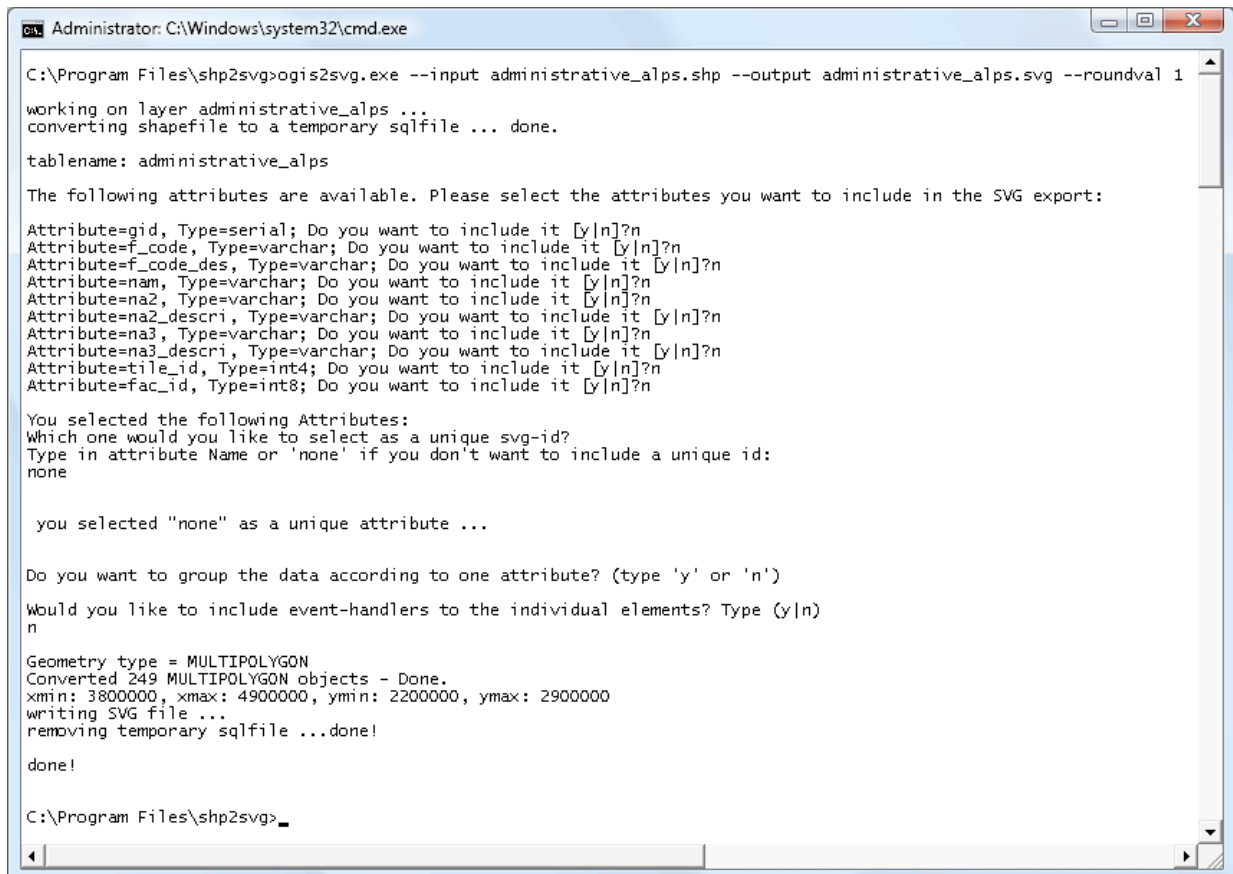 Administrator: C:\Windows\system32\cmd.exe
C:\Program Files\shp2svg>ogis2svg.exe --input administrative_alps.shp --output administrative_alps.svg --roundval 1
working on layer administrative_alps ...
converting shapefile to a temporary sqlfile ... done.
tablename: administrative_alps
The following attributes are available. Please select the attributes you want to include in the SVG export:
Attribute=gid, Type=serial; Do you want to include it [y|n]?n
Attribute=f_code, Type=varchar; Do you want to include it [y|n]?n
Attribute=f_code_des, Type=varchar; Do you want to include it [y|n]?n
Attribute=nam, Type=varchar; Do you want to include it [y|n]?n
Attribute=na2, Type=varchar; Do you want to include it [y|n]?n
Attribute=na2_descri, Type=varchar; Do you want to include it [y|n]?n
Attribute=na3, Type=varchar; Do you want to include it [y|n]?n
Attribute=na3_descri, Type=varchar; Do you want to include it [y|n]?n
Attribute=tile_id, Type=int4; Do you want to include it [y|n]?n
Attribute=fac_id, Type=int8; Do you want to include it [y|n]?n
You selected the following Attributes:
Which one would you like to select as a unique svg-id?
Type in attribute Name or 'none' if you don't want to include a unique id:
none
you selected "none" as a unique attribute ...
Do you want to group the data according to one attribute? (type 'y' or 'n')
Would you like to include event-handlers to the individual elements? Type (y|n)
n
Geometry type = MULTIPOLYGON
Converted 249 MULTIPOLYGON objects - Done.
xmin: 3800000, xmax: 4900000, ymin: 2200000, ymax: 2900000
writing SVG file ...
removing temporary sqlfile ...done!
done!
C:\Program Files\shp2svg>_